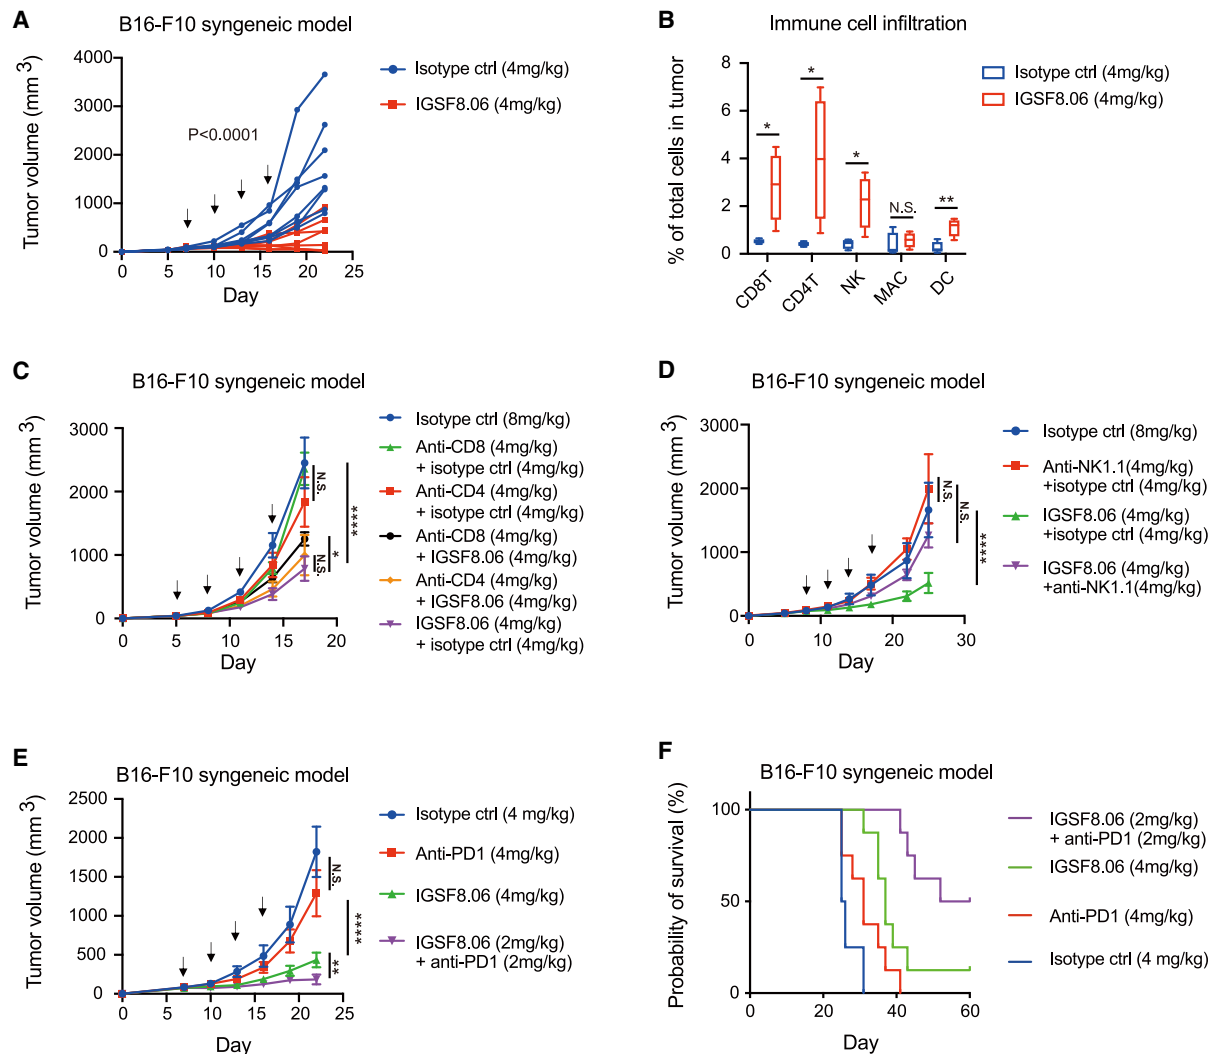 A
B16-F10 syngeneic model
Tumor volume (mm 3)
4000
3000
2000
1000
0
P<0.0001
0 5 10 15 20 25
Day
Isotype ctrl (4mg/kg)
IGSF8.06 (4mg/kg)
B
Immune cell infiltration
% of total cells in tumor
8
6
4
2
0
*
*
*
N.S.
**
CD8T
CD4T
NK
MAC
DC
Isotype ctrl (4mg/kg)
IGSF8.06 (4mg/kg)
C
B16-F10 syngeneic model
Tumor volume (mm 3)
3000
2000
1000
0
0 5 10 15 20
Day
N.S.
****
*
N.S.
Isotype ctrl (8mg/kg)
Anti-CD8 (4mg/kg)
+ isotype ctrl (4mg/kg)
Anti-CD4 (4mg/kg)
+ isotype ctrl (4mg/kg)
Anti-CD8 (4mg/kg)
+ IGSF8.06 (4mg/kg)
Anti-CD4 (4mg/kg)
+ IGSF8.06 (4mg/kg)
IGSF8.06 (4mg/kg)
+ isotype ctrl (4mg/kg)
D
B16-F10 syngeneic model
Tumor volume (mm 3)
3000
2000
1000
0
0 10 20 30
Day
N.S.
N.S.
****
Isotype ctrl (8mg/kg)
Anti-NK1.1(4mg/kg)
+isotype ctrl (4mg/kg)
IGSF8.06 (4mg/kg)
+isotype ctrl (4mg/kg)
IGSF8.06 (4mg/kg)
+anti-NK1.1(4mg/kg)
E
B16-F10 syngeneic model
Tumor volume (mm 3)
2500
2000
1500
1000
500
0
0 5 10 15 20 25
Day
N.S.
****
**
Isotype ctrl (4 mg/kg)
Anti-PD1 (4mg/kg)
IGSF8.06 (4mg/kg)
IGSF8.06 (2mg/kg)
+ anti-PD1 (2mg/kg)
F
B16-F10 syngeneic model
Probability of survival (%)
100
50
0
0 20 40 60
Day
IGSF8.06 (2mg/kg)
+ anti-PD1 (2mg/kg)
IGSF8.06 (4mg/kg)
Anti-PD1 (4mg/kg)
Isotype ctrl (4 mg/kg)